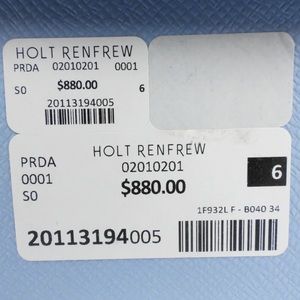 HOLT RENFREW
PRDA 02010201 0001
S0 $880.00 6
20113194005
HOLT RENFREW
PRDA 02010201
0001 $880.00 6
S0
1F932L F - B040 34
20113194005